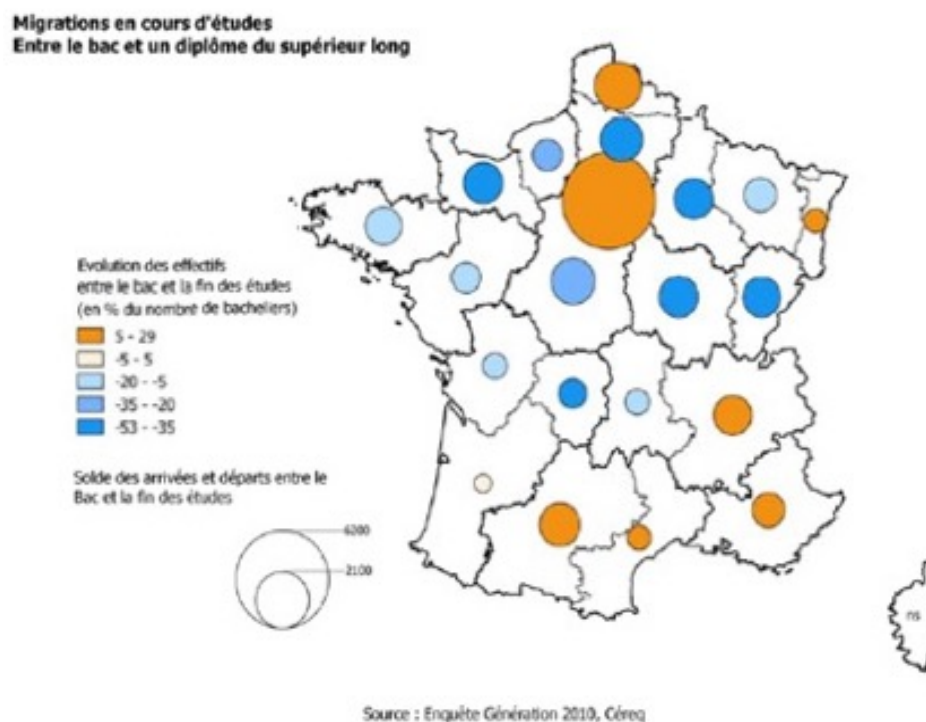 Migrations en cours d'études
Entre le bac et un diplôme du supérieur long
Evolution des effectifs
entre le bac et la fin des études
(en % du nombre de bacheliers)
5 - 29
-5 - 5
-20 - -5
-35 - -20
-53 - -35
Solde des arrivées et départs entre le
Bac et la fin des études
6200
2100
ns
Source : Enquête Génération 2010, Céreq